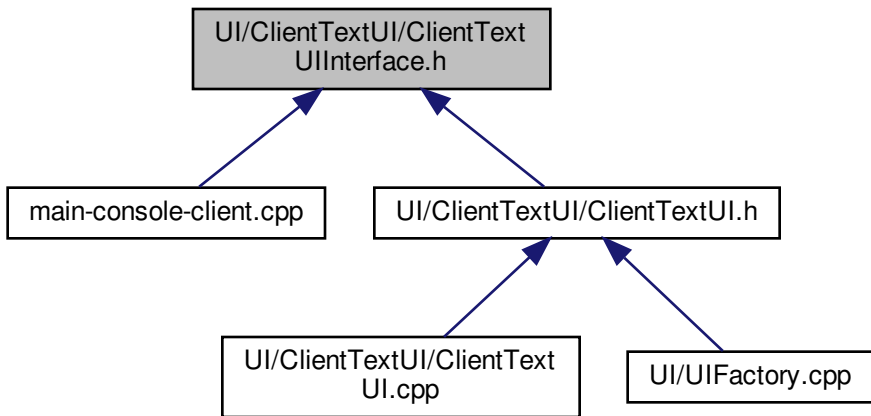 UI/ClientTextUI/ClientText
UIInterface.h
main-console-client.cpp
UI/ClientTextUI/ClientTextUI.h
UI/ClientTextUI/ClientText
UI.cpp
UI/UIFactory.cpp